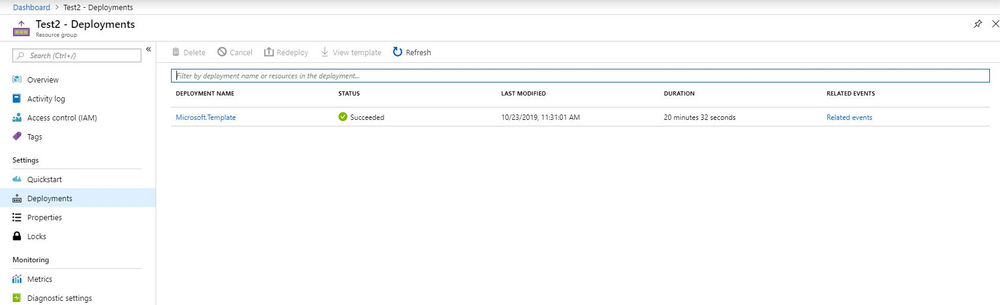 Dashboard > Test2 - Deployments
Test2 - Deployments
Resource group
Search (Ctrl+/)
«
Overview
Activity log
Access control (IAM)
Tags
Settings
Quickstart
Deployments
Properties
Locks
Monitoring
Metrics
Diagnostic settings
Delete Cancel Redeploy View template Refresh
Filter by deployment name or resources in the deployment...
DEPLOYMENT NAME STATUS LAST MODIFIED DURATION RELATED EVENTS
Microsoft.Template Succeeded 10/23/2019, 11:31:01 AM 20 minutes 32 seconds Related events